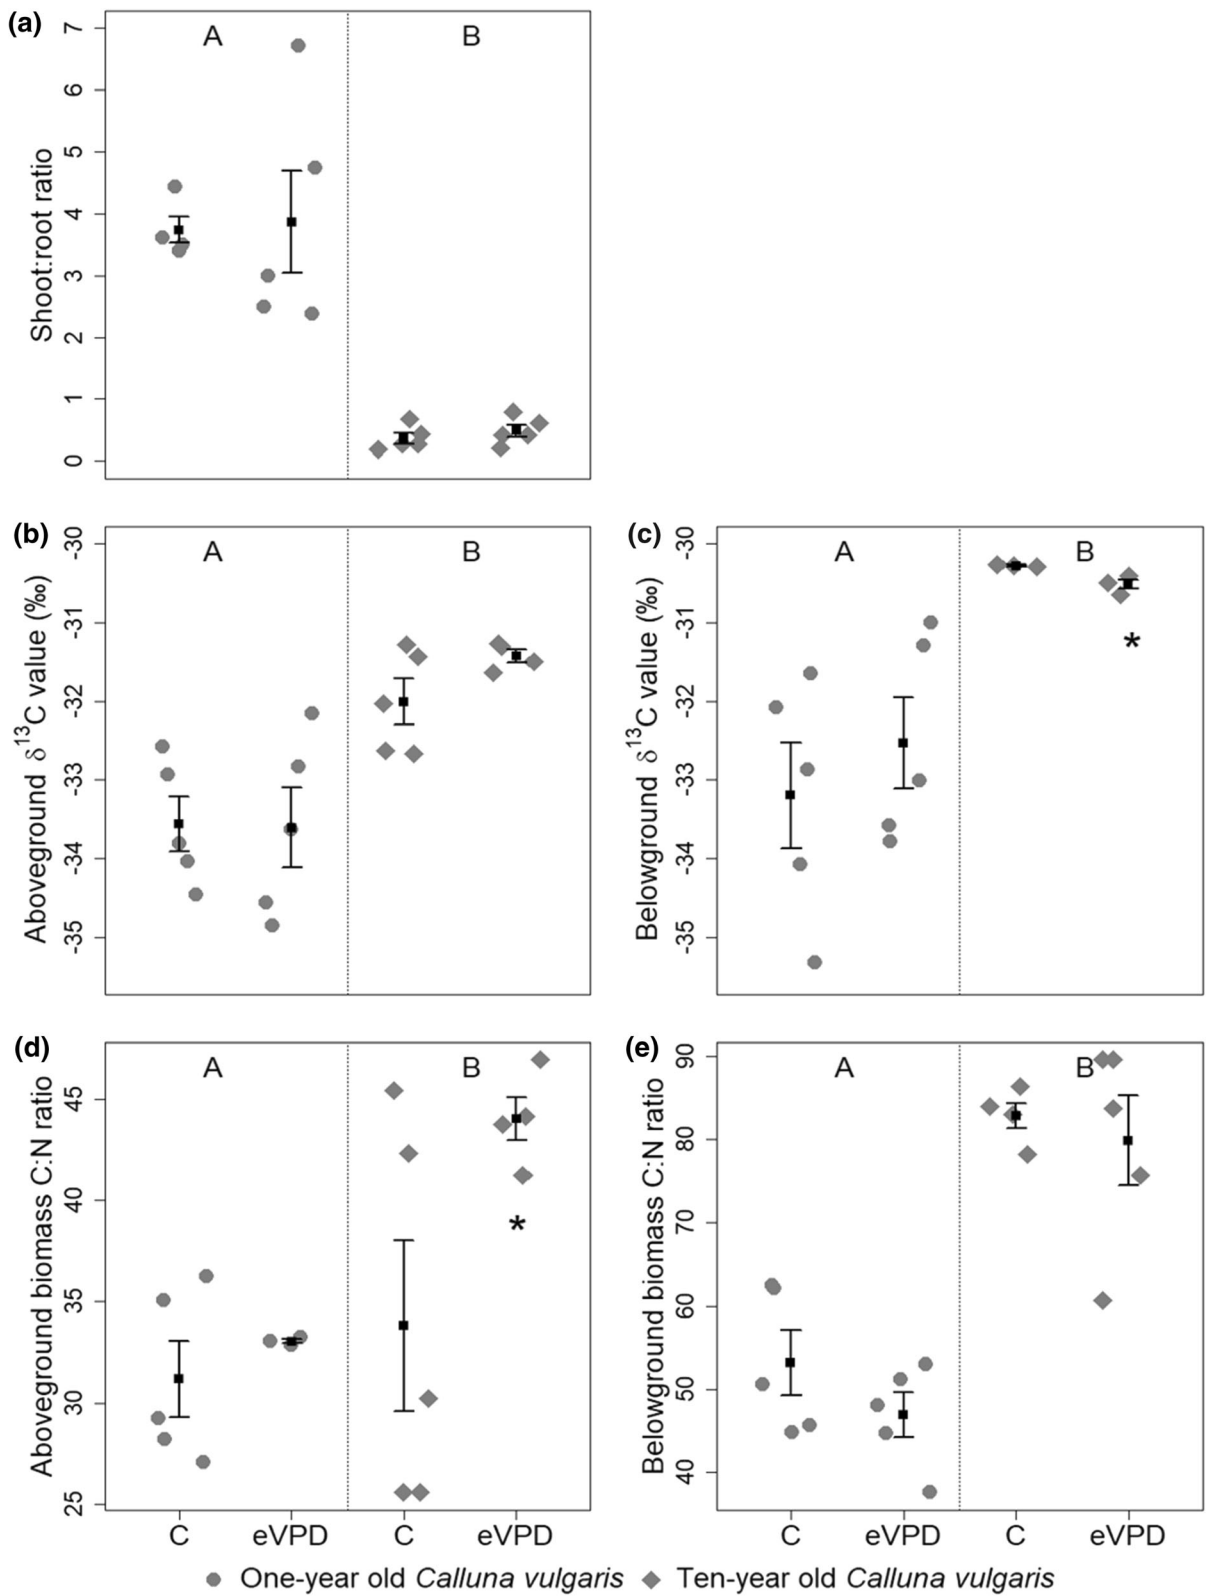 (a)
A B
7
6
5
4
3
2
1
0
Shoot:root ratio
(b)
A B
-30
-31
-32
-33
-34
-35
Aboveground δ¹³C value (‰)
(c)
A B
-30
-31
-32
-33
-34
-35
Belowground δ¹³C value (‰)
*
(d)
A B
45
40
35
30
25
Aboveground biomass C:N ratio
*
C eVPD C eVPD
(e)
A B
90
80
70
60
50
40
Belowground biomass C:N ratio
C eVPD C eVPD
One-year old Calluna vulgaris Ten-year old Calluna vulgaris